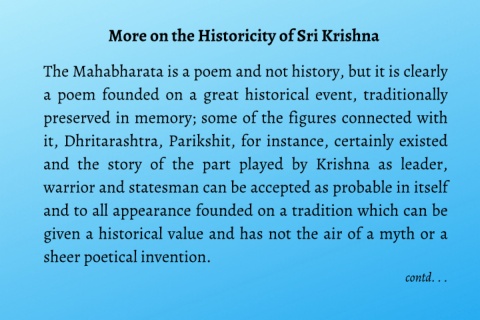 More on the Historicity of Sri Krishna
The Mahabharata is a poem and not history, but it is clearly
a poem founded on a great historical event, traditionally
preserved in memory; some of the figures connected with
it, Dhritarashtra, Parikshit, for instance, certainly existed
and the story of the part played by Krishna as leader,
warrior and statesman can be accepted as probable in itself
and to all appearance founded on a tradition which can be
given a historical value and has not the air of a myth or a
sheer poetical invention.
contd. . .